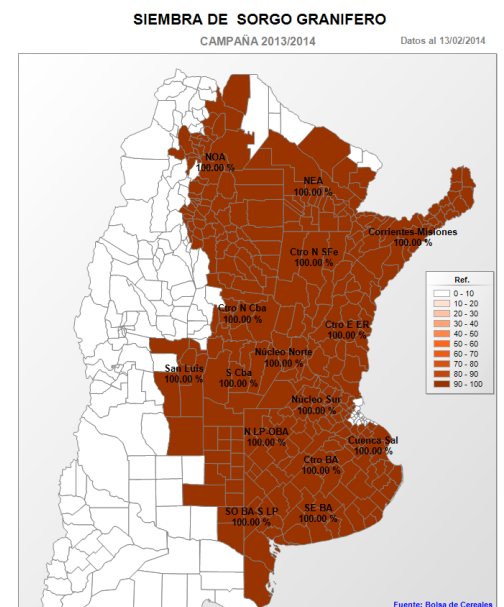 SIEMBRA DE SORGO GRANIFERO
CAMPAÑA 2013/2014
Datos al 13/02/2014
NOA
100.00 %
NEA
100.00 %
Corrientes-Misiones
100.00 %
Ctro N SFe
100.00 %
Ctro N Cba
100.00 %
Ctro E ER
100.00 %
Núcleo Norte
100.00 %
San Luis
100.00 %
S Cba
100.00 %
Núcleo Sur
100.00 %
N LP-OBA
100.00 %
Cuenca Sal
100.00 %
Ctro BA
100.00 %
SO BA-S LP
100.00 %
SE BA
100.00 %
Ref.
0 - 10
10 - 20
20 - 30
30 - 40
40 - 50
50 - 60
60 - 70
70 - 80
80 - 90
90 - 100
Fuente: Bolsa de Cereales